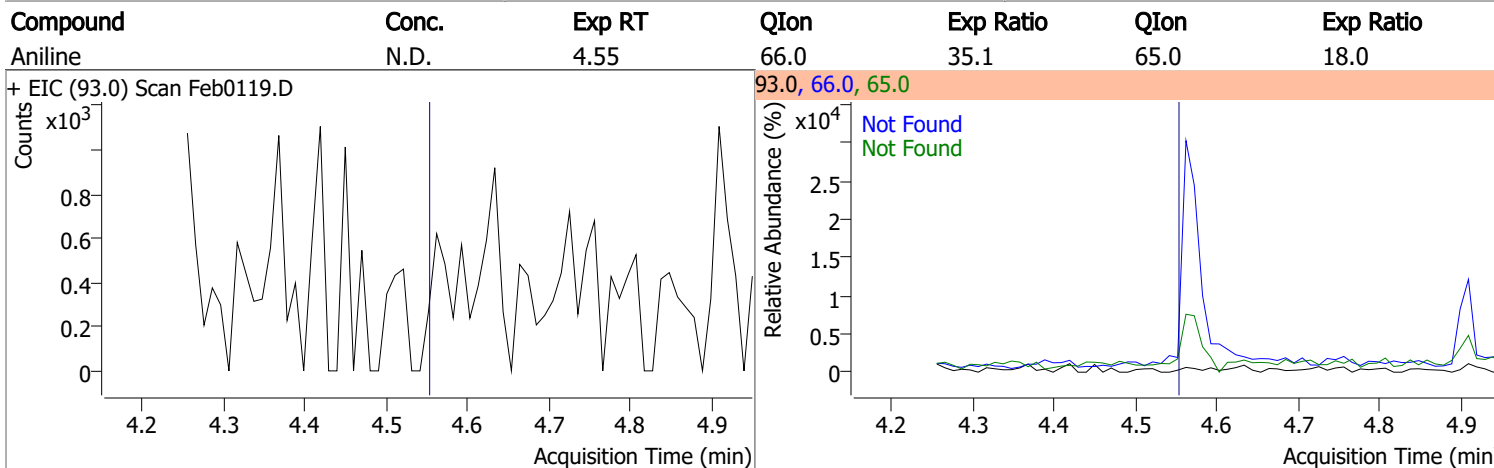 Compound Conc. Exp RT QIon Exp Ratio QIon Exp Ratio
Aniline N.D. 4.55 66.0 35.1 65.0 18.0
+ EIC (93.0) Scan Feb0119.D
Counts
x10³
0.8
0.6
0.4
0.2
0
4.2 4.3 4.4 4.5 4.6 4.7 4.8 4.9
Acquisition Time (min)
93.0, 66.0, 65.0
Relative Abundance (%)
x10⁴
Not Found
Not Found
2.5
2
1.5
1
0.5
0
4.2 4.3 4.4 4.5 4.6 4.7 4.8 4.9
Acquisition Time (min